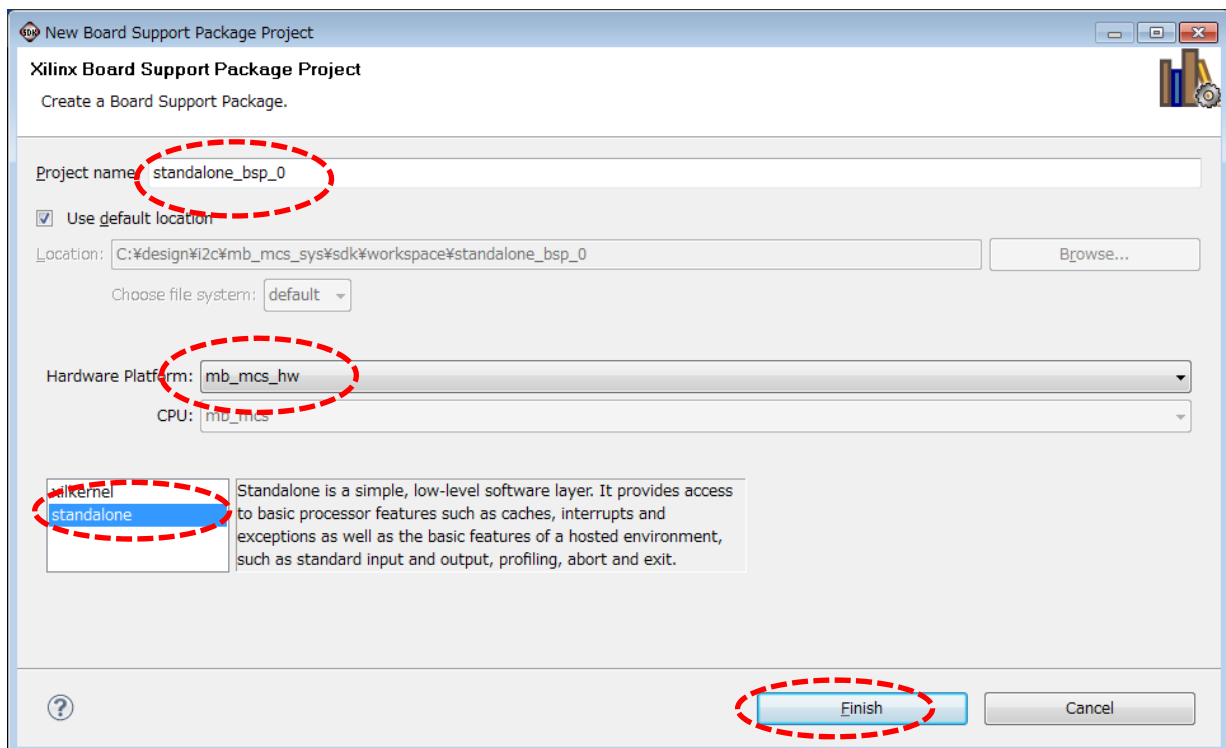 New Board Support Package Project
Xilinx Board Support Package Project
Create a Board Support Package.
Project name: standalone_bsp_0
Use default location
Location: C:¥design¥i2c¥mb_mcs_sys¥sdk¥workspace¥standalone_bsp_0 Browse...
Choose file system: default
Hardware Platform: mb_mcs_hw
CPU: mb_mcs
xilkernel
standalone
Standalone is a simple, low-level software layer. It provides access
to basic processor features such as caches, interrupts and
exceptions as well as the basic features of a hosted environment,
such as standard input and output, profiling, abort and exit.
? Finish Cancel